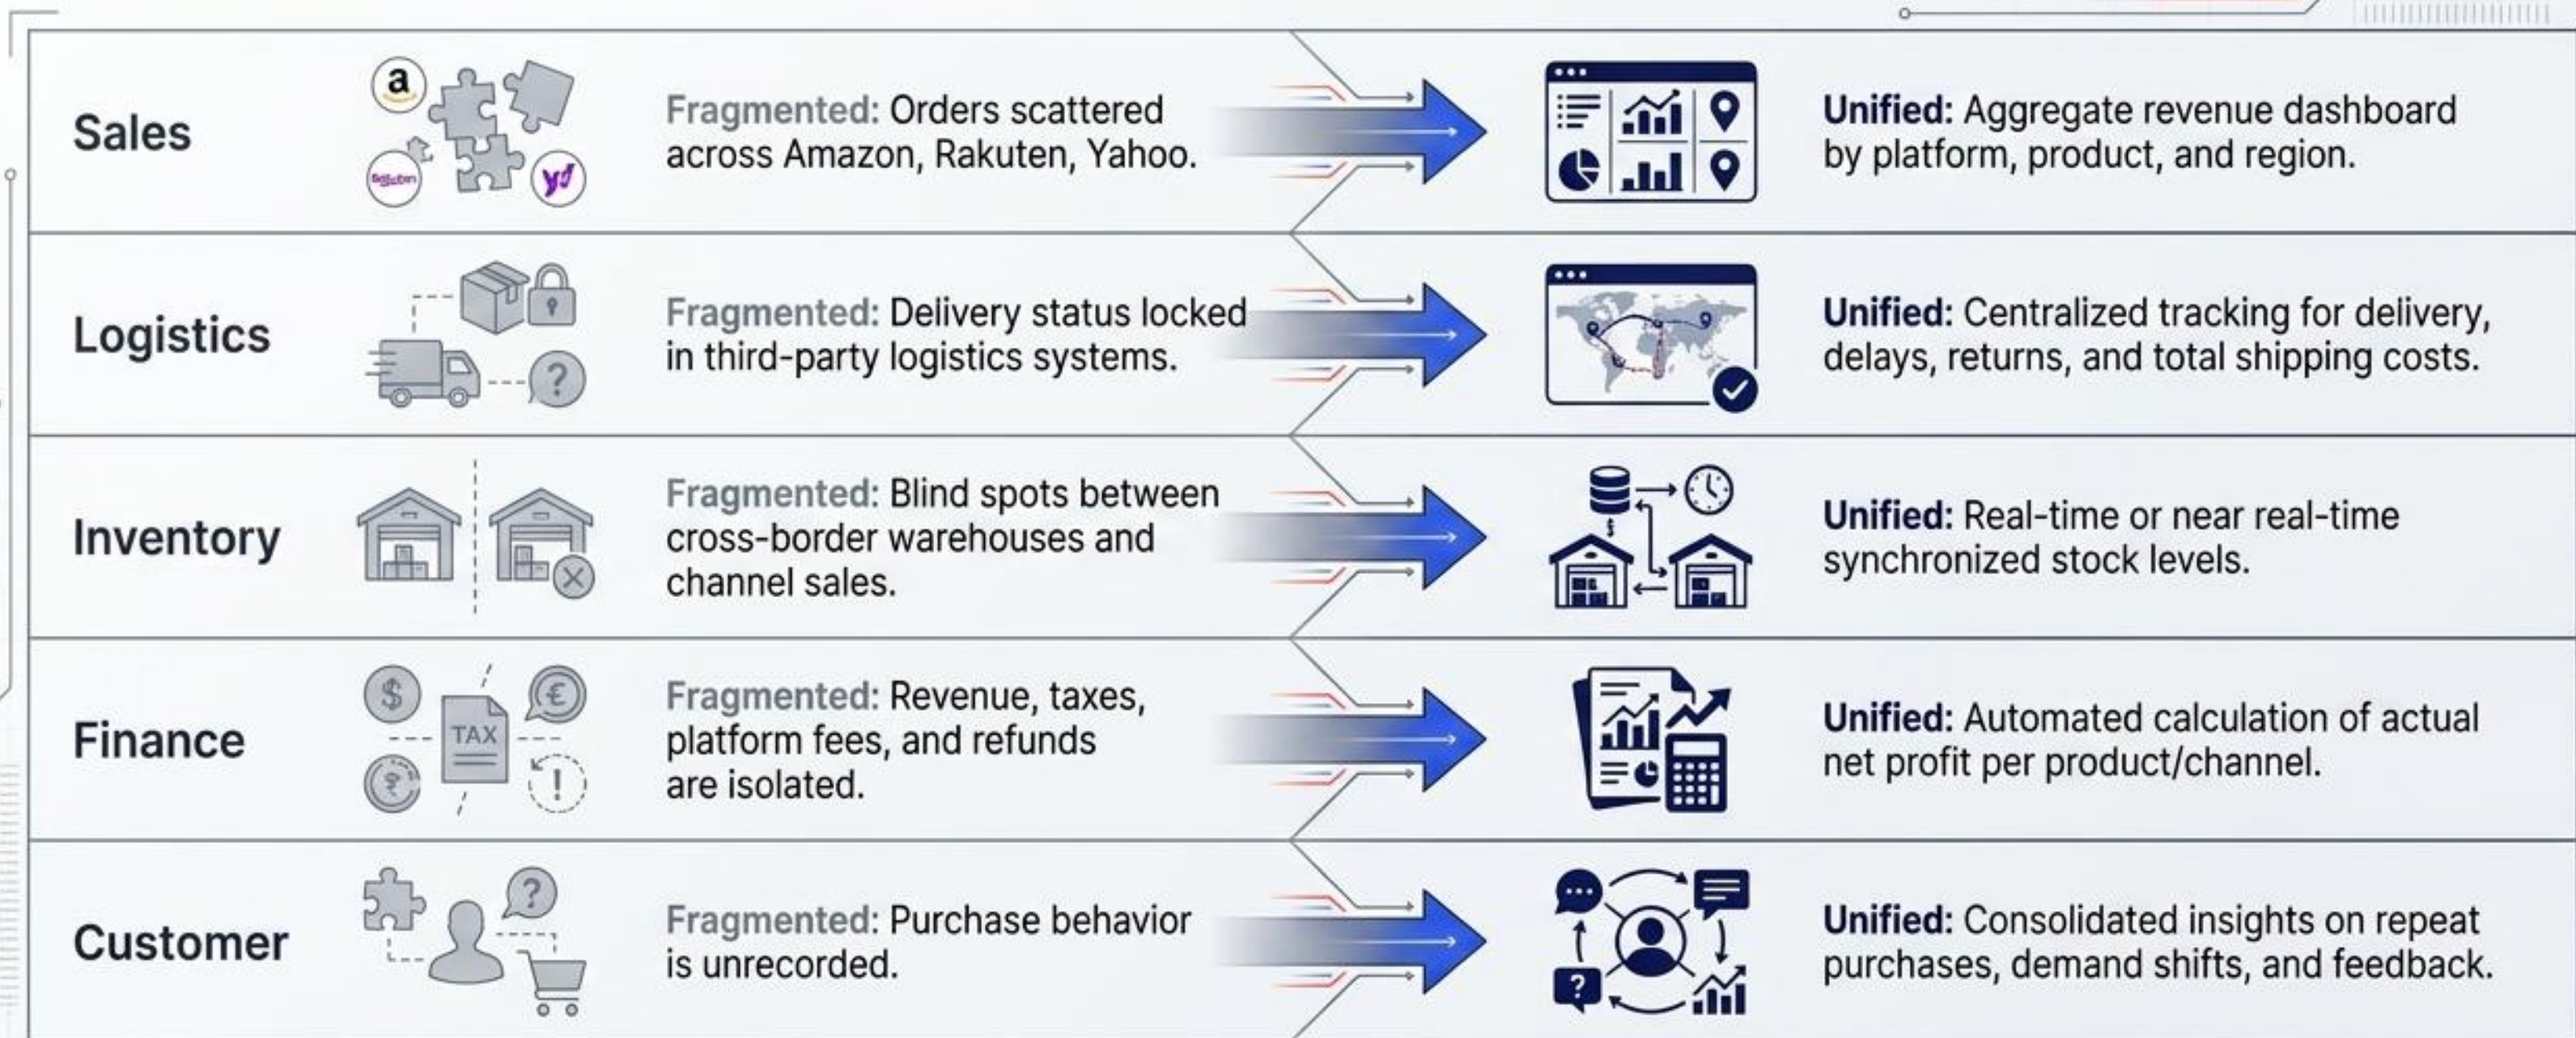 Sales
a
Fragmented: Orders scattered
across Amazon, Rakuten, Yahoo.
Unified: Aggregate revenue dashboard
by platform, product, and region.
Logistics
?
Fragmented: Delivery status locked
in third-party logistics systems.
Unified: Centralized tracking for delivery,
delays, returns, and total shipping costs.
Inventory
Fragmented: Blind spots between
cross-border warehouses and
channel sales.
$
Unified: Real-time or near real-time
synchronized stock levels.
Finance
$
€
TAX
₹
!
Fragmented: Revenue, taxes,
platform fees, and refunds
are isolated.
Unified: Automated calculation of actual
net profit per product/channel.
Customer
?
Fragmented: Purchase behavior
is unrecorded.
?
Unified: Consolidated insights on repeat
purchases, demand shifts, and feedback.